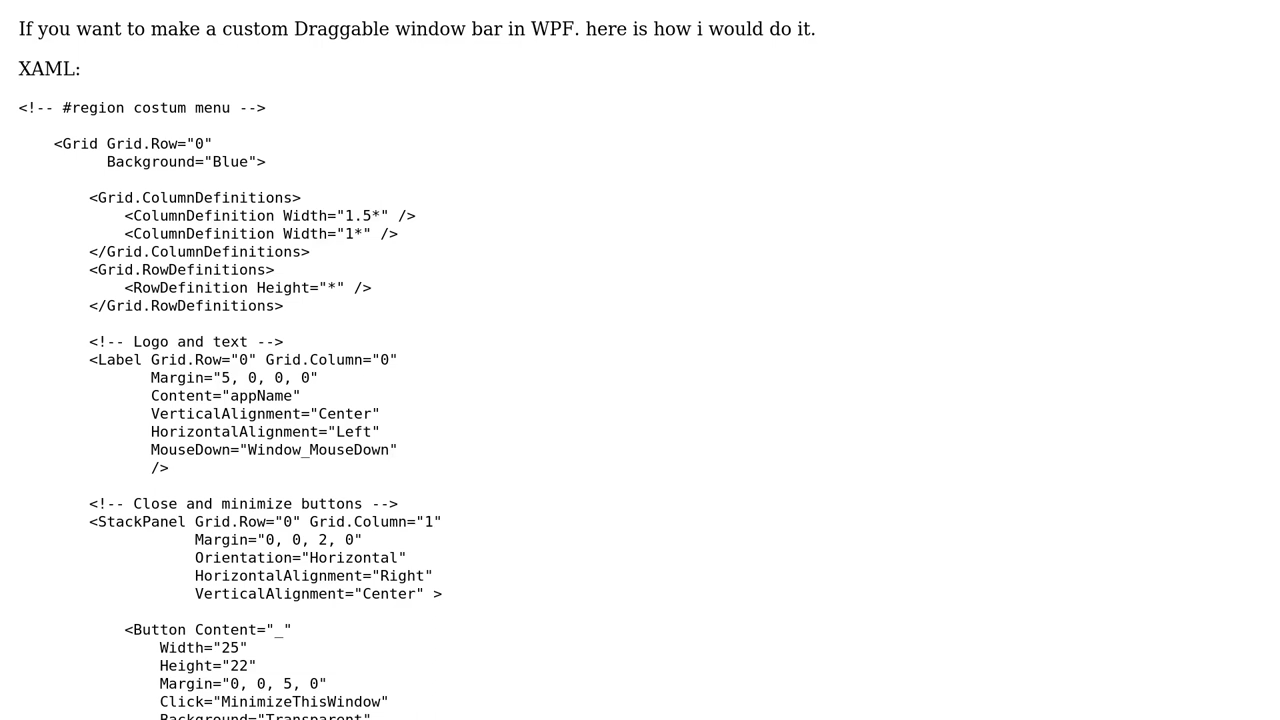 If you want to make a custom Draggable window bar in WPF. here is how i would do it.
XAML:
<!-- #region costum menu -->
<Grid Grid.Row="0"
Background="Blue">
<Grid.ColumnDefinitions>
<ColumnDefinition Width="1.5*" />
<ColumnDefinition Width="1*" />
</Grid.ColumnDefinitions>
<Grid.RowDefinitions>
<RowDefinition Height="*" />
</Grid.RowDefinitions>
<!-- Logo and text -->
<Label Grid.Row="0" Grid.Column="0"
Margin="5, 0, 0, 0"
Content="appName"
VerticalAlignment="Center"
HorizontalAlignment="Left"
MouseDown="Window_MouseDown"
/>
<!-- Close and minimize buttons -->
<StackPanel Grid.Row="0" Grid.Column="1"
Margin="0, 0, 2, 0"
Orientation="Horizontal"
HorizontalAlignment="Right"
VerticalAlignment="Center" >
<Button Content="_"
Width="25"
Height="22"
Margin="0, 0, 5, 0"
Click="MinimizeThisWindow"
Background="Transparent"